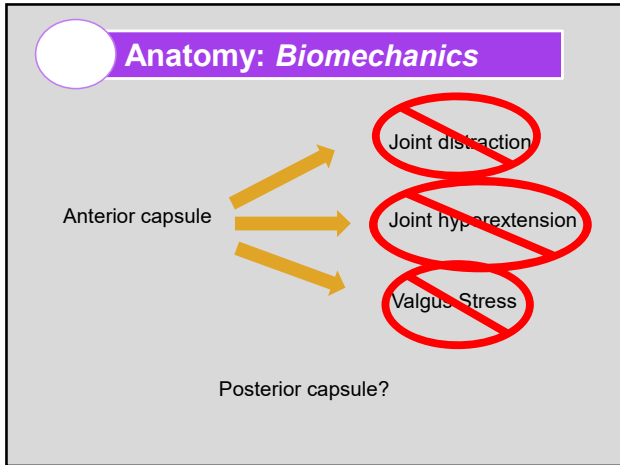 Anatomy: Biomechanics
Joint distraction
Anterior capsule
Joint hyperextension
Valgus Stress
Posterior capsule?